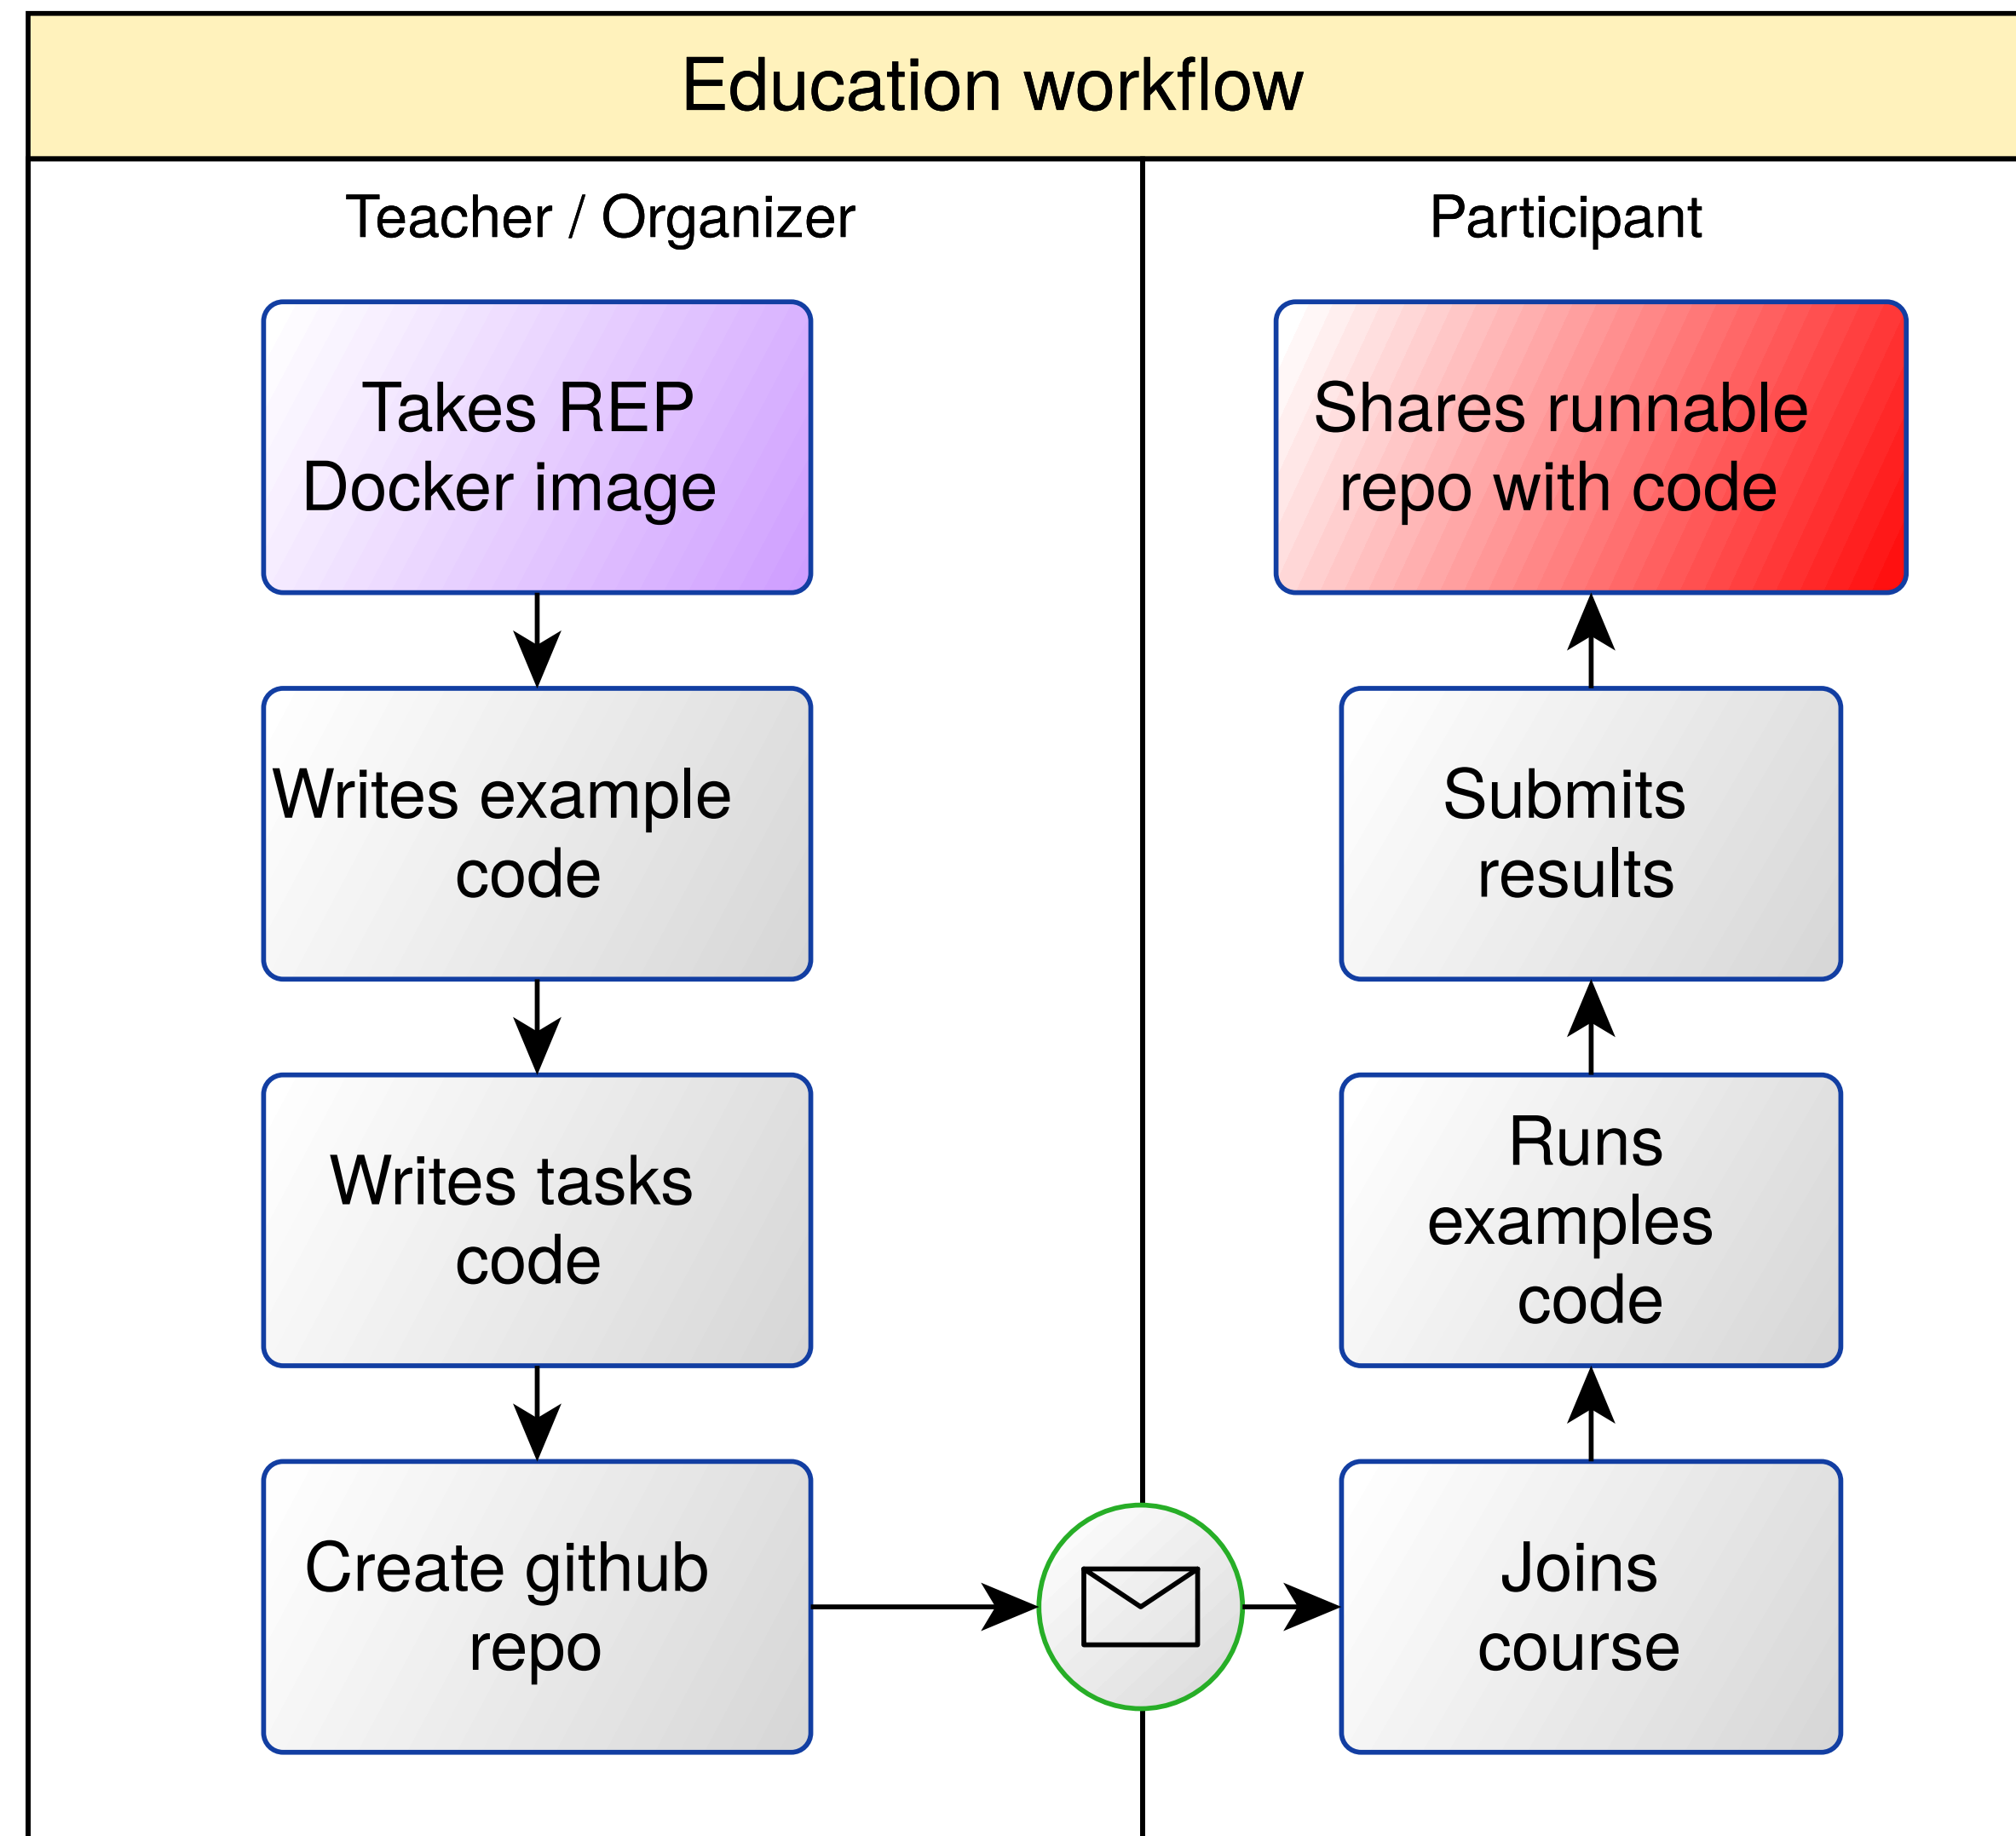 Education workflow
Teacher / Organizer
Takes REP
Docker image
Writes example
code
Writes tasks
code
Create github
repo
Participant
Shares runnable
repo with code
Submits
results
Runs
examples
code
Joins
course